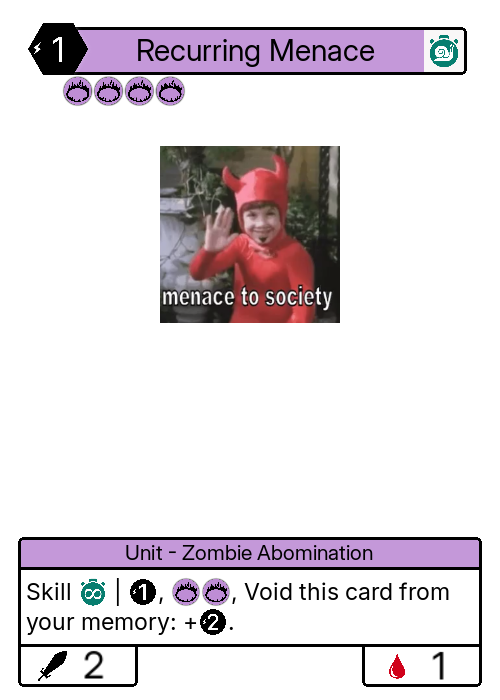 1 Recurring Menace
menace to society
Unit - Zombie Abomination
Skill | 1, , Void this card from
your memory: +2.
2 1